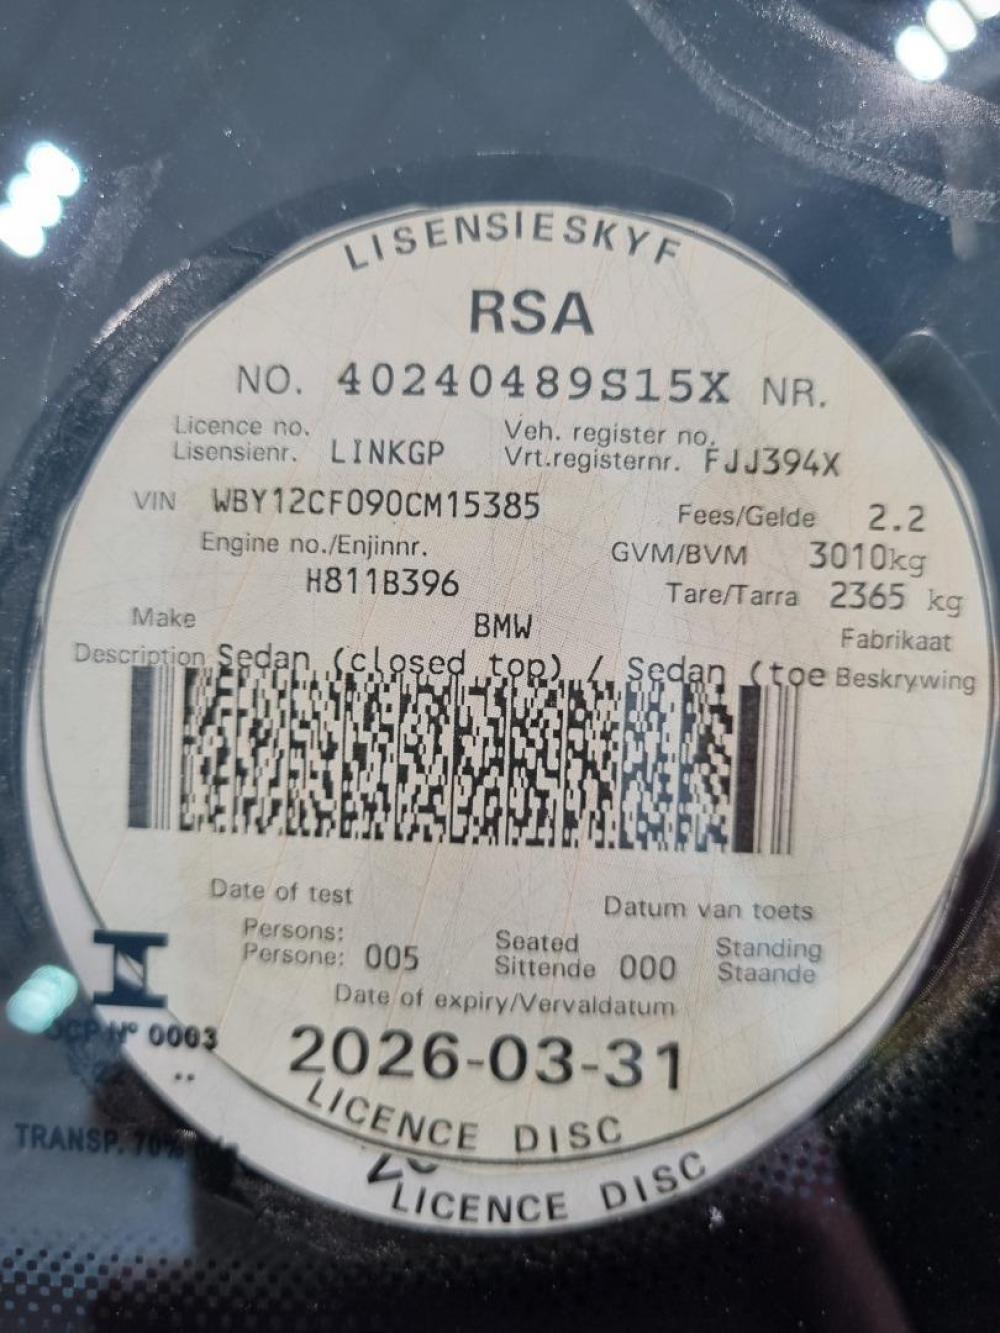 LISENSIESKYF
RSA
NO. 40240489S15X NR.
Licence no. Veh. register no.
Lisensienr. LINKGP Vrt.registernr. FJJ394X
VIN WBY12CF090CM15385 Fees/Gelde 2.2
Engine no./Enjinnr. GVM/BVM 3010kg
H811B396 Tare/Tarra 2365 kg
Make BMW Fabrikaat
Description Sedan (closed top) / Sedan (toe Beskrywing
Date of test Datum van toets
Persons: Seated Standing
Persone: 005 Sittende 000 Staande
Date of expiry/Vervaldatum
2026-03-31
LICENCE DISC
LICENCE DISC
Nº 0003
TRANSP. 70%